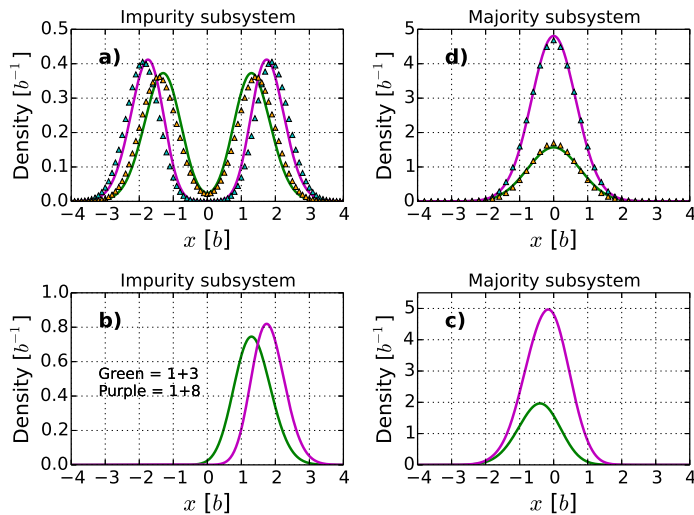 Impurity subsystem
a)
Density [b⁻¹]
0.5
0.4
0.3
0.2
0.1
0.0
−4 −3 −2 −1 0 1 2 3 4
x [b]
Majority subsystem
d)
Density [b⁻¹]
5
4
3
2
1
0
−4 −3 −2 −1 0 1 2 3 4
x [b]
Impurity subsystem
b)
Green = 1+3
Purple = 1+8
Density [b⁻¹]
1.0
0.8
0.6
0.4
0.2
0.0
−4 −3 −2 −1 0 1 2 3 4
x [b]
Majority subsystem
c)
Density [b⁻¹]
5
4
3
2
1
0
−4 −3 −2 −1 0 1 2 3 4
x [b]